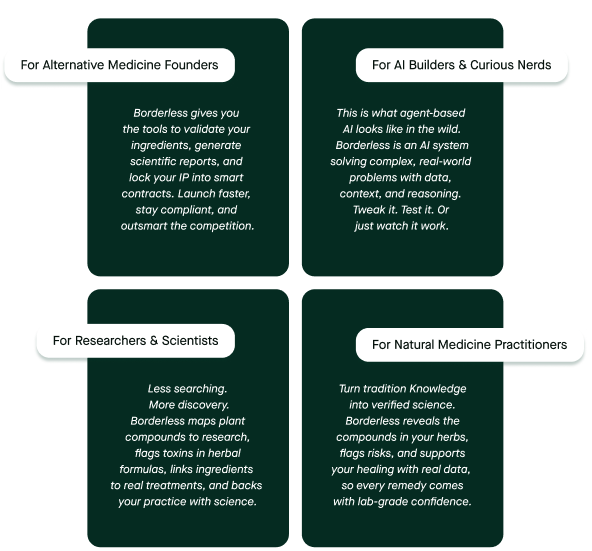 For Alternative Medicine Founders
Borderless gives you
the tools to validate your
ingredients, generate
scientific reports, and
lock your IP into smart
contracts. Launch faster,
stay compliant, and
outsmart the competition.
For AI Builders & Curious Nerds
This is what agent-based
AI looks like in the wild.
Borderless is an AI system
solving complex, real-world
problems with data,
context, and reasoning.
Tweak it. Test it. Or
just watch it work.
For Researchers & Scientists
Less searching.
More discovery.
Borderless maps plant
compounds to research,
flags toxins in herbal
formulas, links ingredients
to real treatments, and backs
your practice with science.
For Natural Medicine Practitioners
Turn tradition Knowledge
into verified science.
Borderless reveals the
compounds in your herbs,
flags risks, and supports
your healing with real data,
so every remedy comes
with lab-grade confidence.